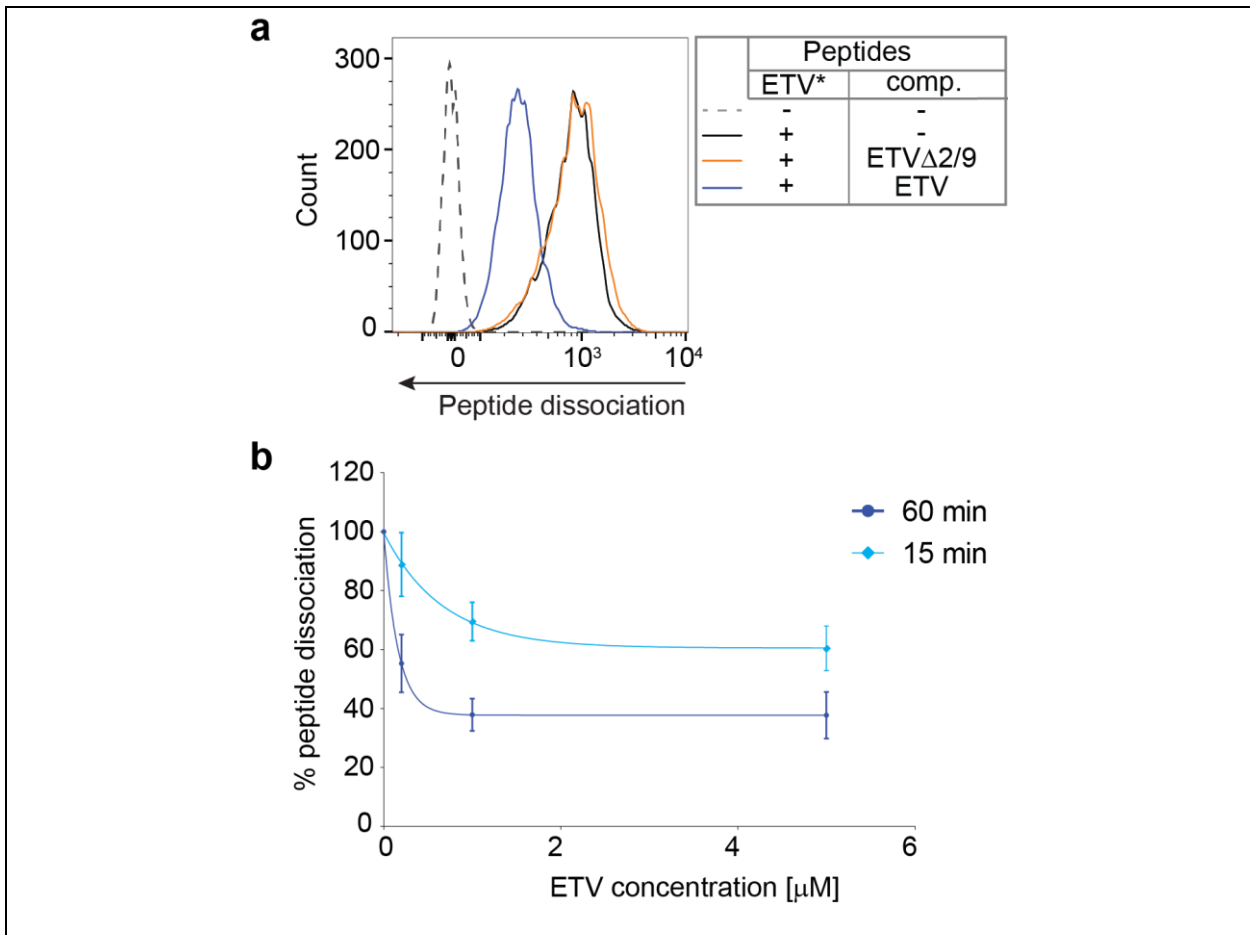 a
Peptides
ETV* comp.
- -
+ -
+ ETVΔ2/9
+ ETV
300
200
100
0
Count
0 10³ 10⁴
Peptide dissociation
b
120
100
80
60
40
20
0
% peptide dissociation
60 min
15 min
0 2 4 6
ETV concentration [μM]